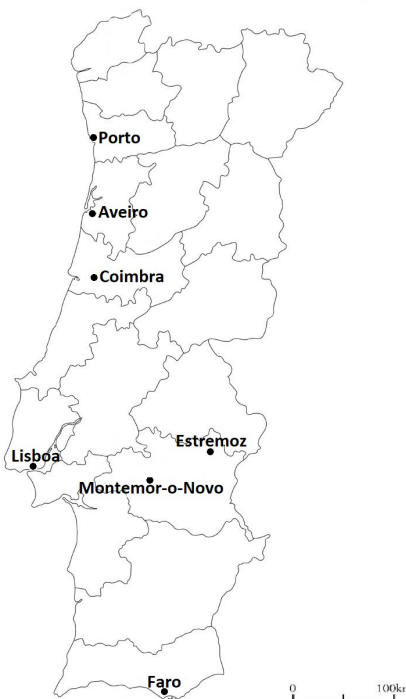 Porto
Aveiro
Coimbra
Estremoz
Lisboa
Montemor-o-Novo
Faro
0 100kr